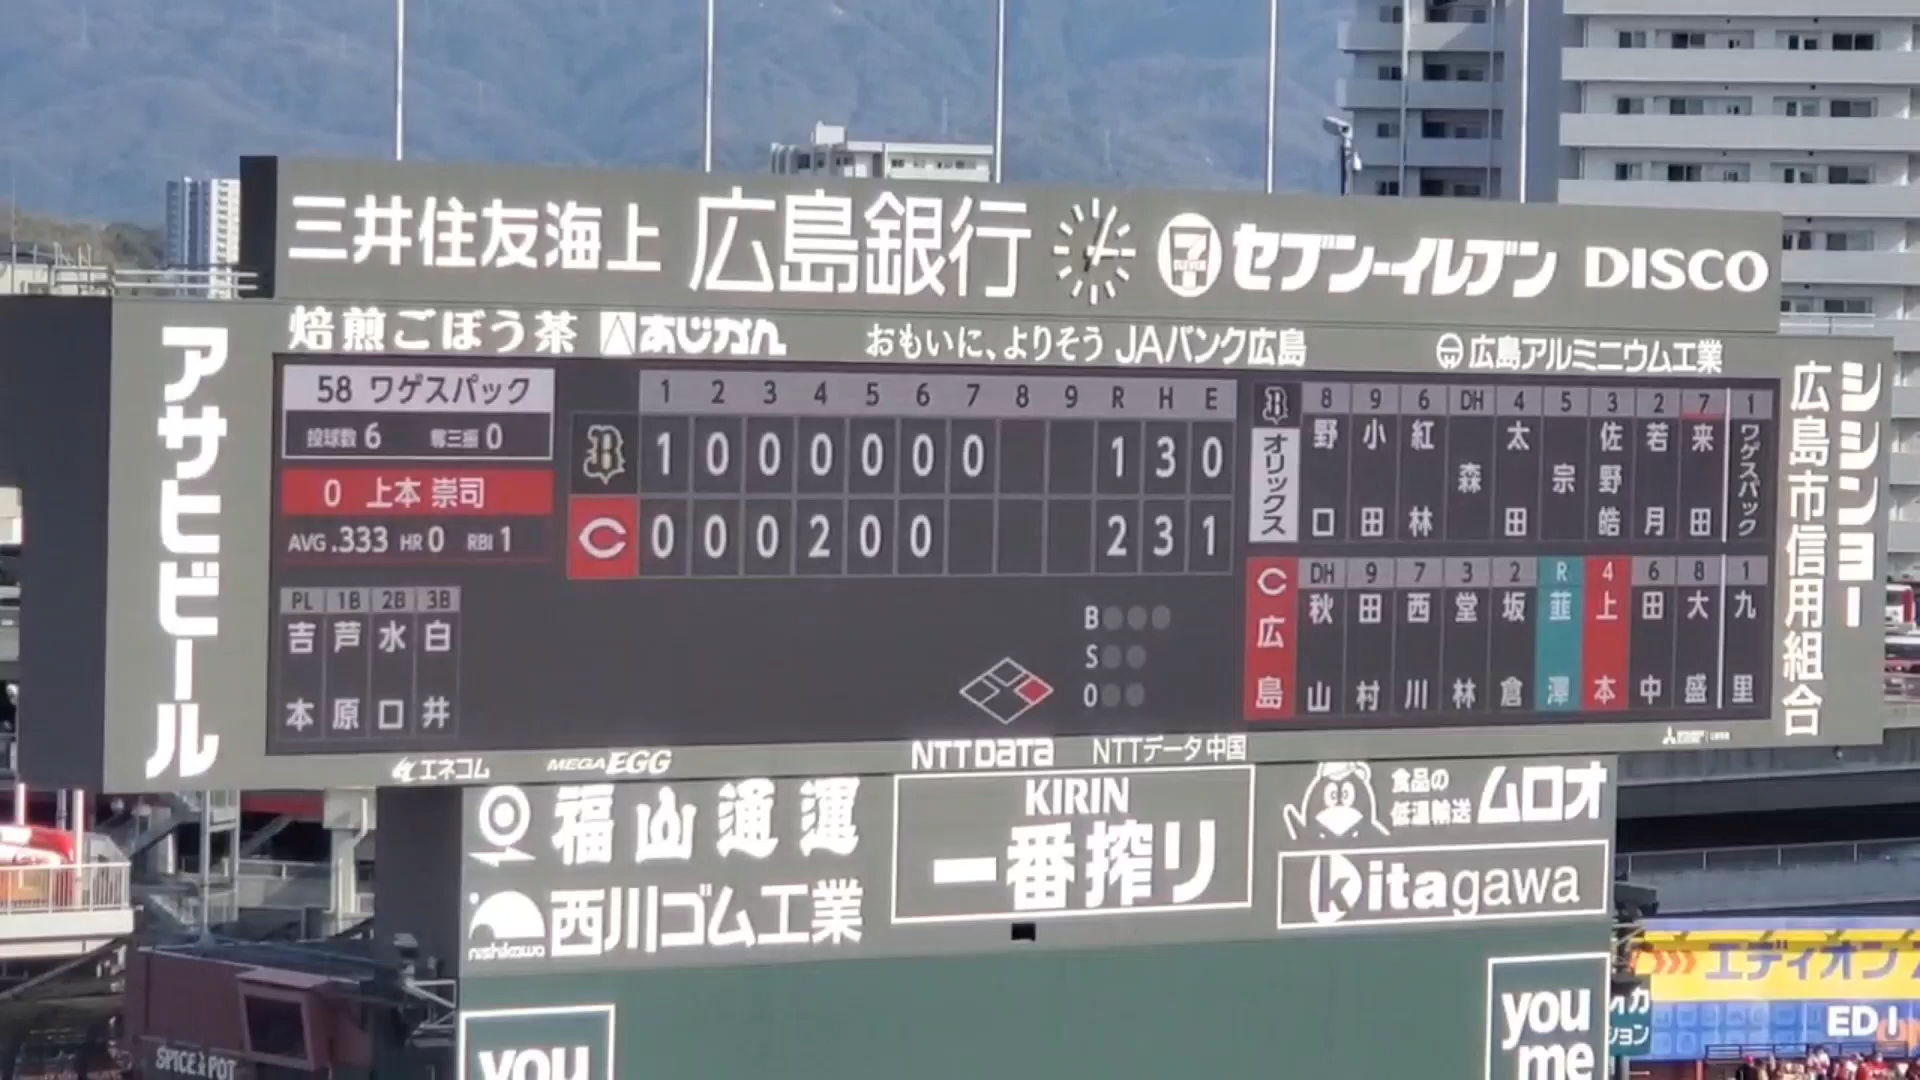 三井住友海上 広島銀行 7 ELEVEN セブン-イレブン DISCO
焙煎ごぼう茶 あじかん おもいに、よりそう JAバンク広島 広島アルミニウム工業
アサヒビール
シシンヨー
広島市信用組合
58 ワゲスパック
投球数 6 奪三振 0
0 上本 崇司
AVG .333 HR 0 RBI 1
PL 1B 2B 3B
吉本 芦原 水口 白井
1 2 3 4 5 6 7 8 9 R H E
B 1 0 0 0 0 0 0 1 3 0
C 0 0 0 2 0 0 2 3 1
B
S
O
B オリックス
8 9 6 DH 4 5 3 2 7 1
野口 小田 紅林 森 太田 宗 佐野皓 若月 来田 ワゲスパック
C 広島
DH 9 7 3 2 R 4 6 8 1
秋山 田村 西川 堂林 坂倉 韮澤 上本 田中 大盛 九里
エネコム MEGA EGG NTT DATA NTTデータ中国
福山通運
nishikawa 西川ゴム工業
KIRIN
一番搾り
食品の
低温輸送 ムロオ
kitagawa
you
you
me
エディオン
EDI
SPICE POT